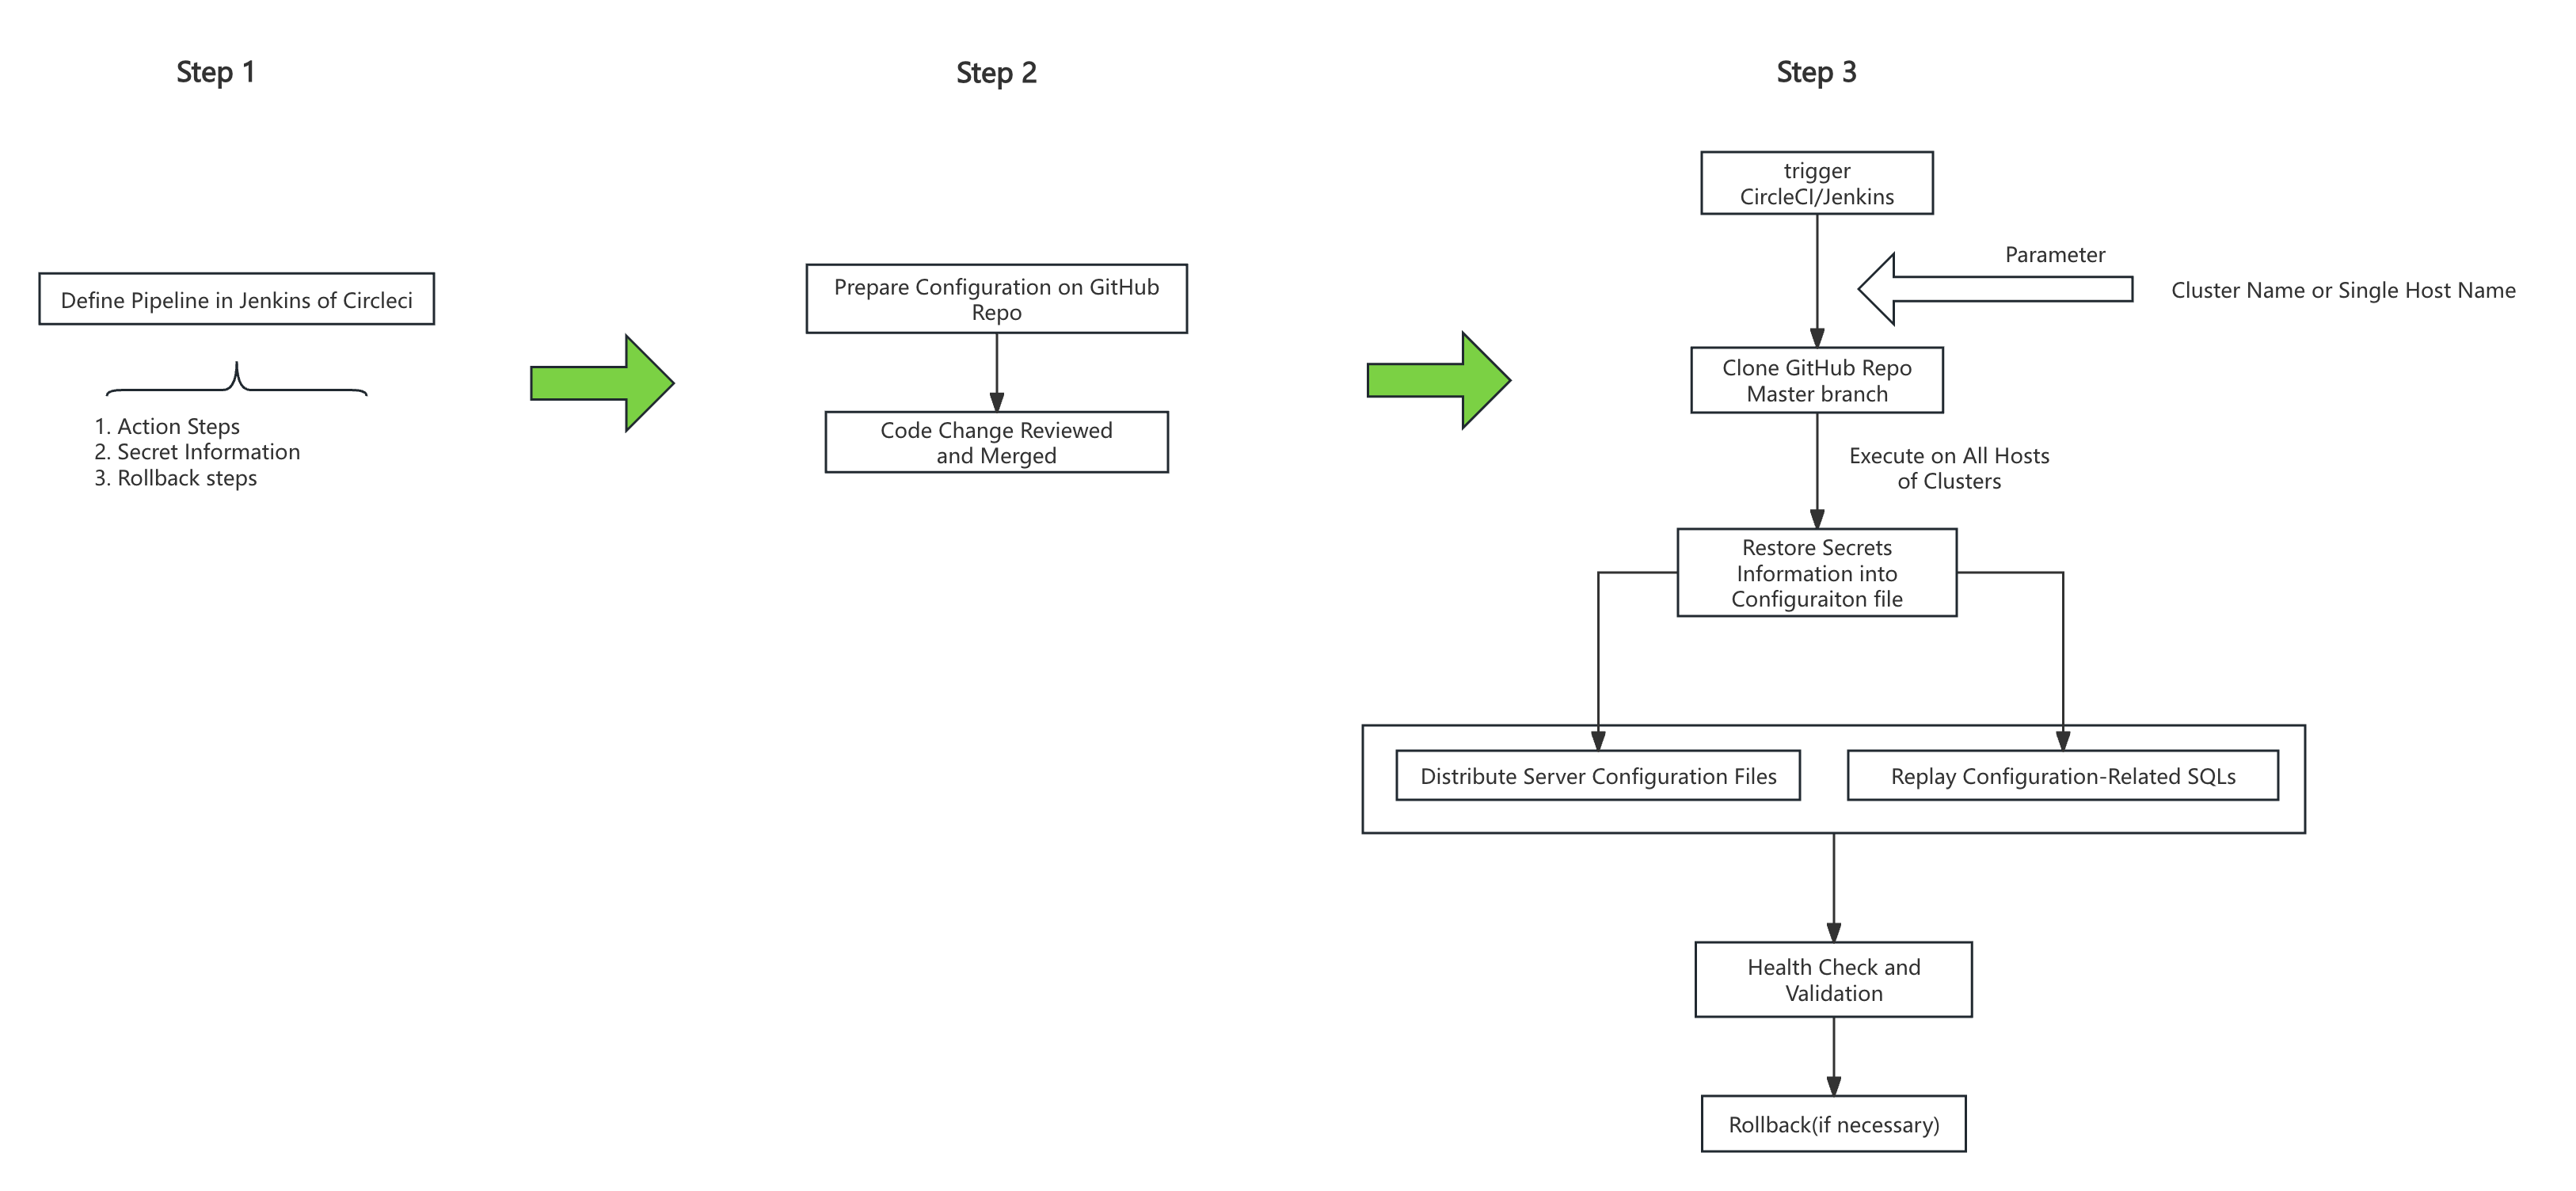 Step 1
Define Pipeline in Jenkins of Circleci
1. Action Steps
2. Secret Information
3. Rollback steps
Step 2
Prepare Configuration on GitHub
Repo
Code Change Reviewed
and Merged
Step 3
trigger
CircleCI/Jenkins
Parameter
Cluster Name or Single Host Name
Clone GitHub Repo
Master branch
Execute on All Hosts
of Clusters
Restore Secrets
Information into
Configuraiton file
Distribute Server Configuration Files
Replay Configuration-Related SQLs
Health Check and
Validation
Rollback(if necessary)